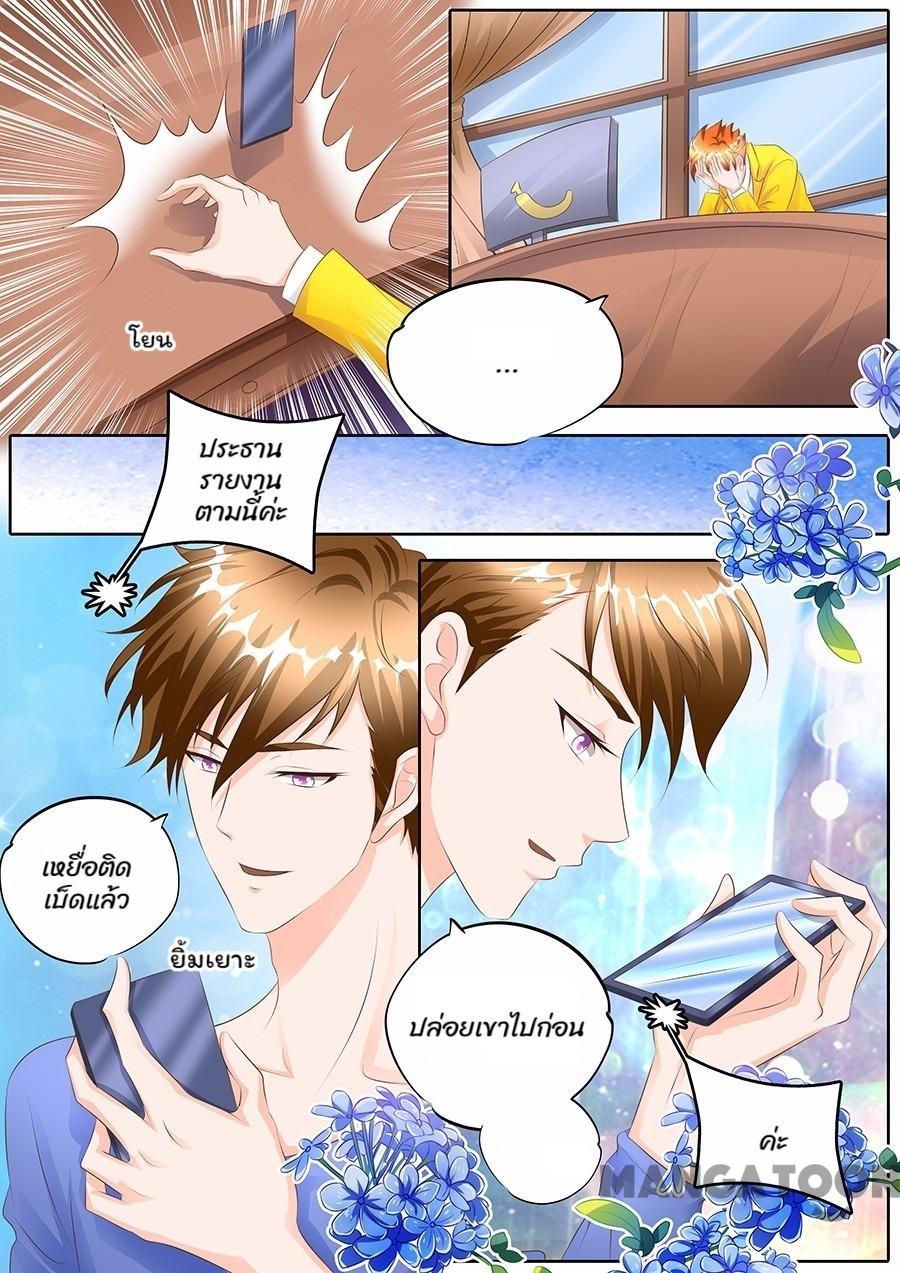 โยน
...
ประธาน
รายงาน
ตามนี้ค่ะ
เหยื่อติด
เบ็ดแล้ว
ยิ้มเยาะ
ปล่อยเขาไปก่อน
ค่ะ
MANGATOON